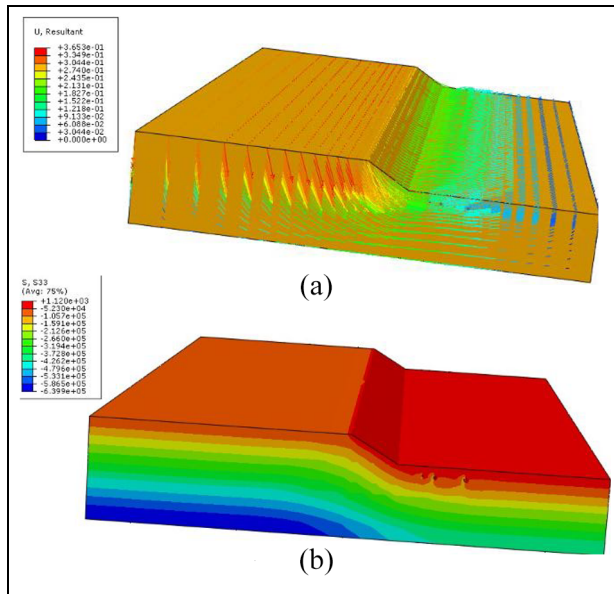 U, Resultant
+3.653e-01
+3.349e-01
+3.044e-01
+2.740e-01
+2.435e-01
+2.131e-01
+1.827e-01
+1.522e-01
+1.218e-01
+9.133e-02
+6.088e-02
+3.044e-02
+0.000e+00
(a)
S, S33
(Avg: 75%)
+1.120e+03
-5.230e+04
-1.057e+05
-1.591e+05
-2.126e+05
-2.660e+05
-3.194e+05
-3.728e+05
-4.262e+05
-4.796e+05
-5.331e+05
-5.865e+05
-6.399e+05
(b)